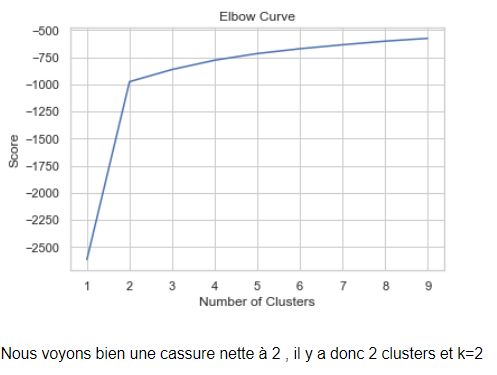 Elbow Curve
−500
−750
−1000
−1250
−1500
−1750
−2000
−2250
−2500
Score
1 2 3 4 5 6 7 8 9
Number of Clusters
Nous voyons bien une cassure nette à 2 , il y a donc 2 clusters et k=2